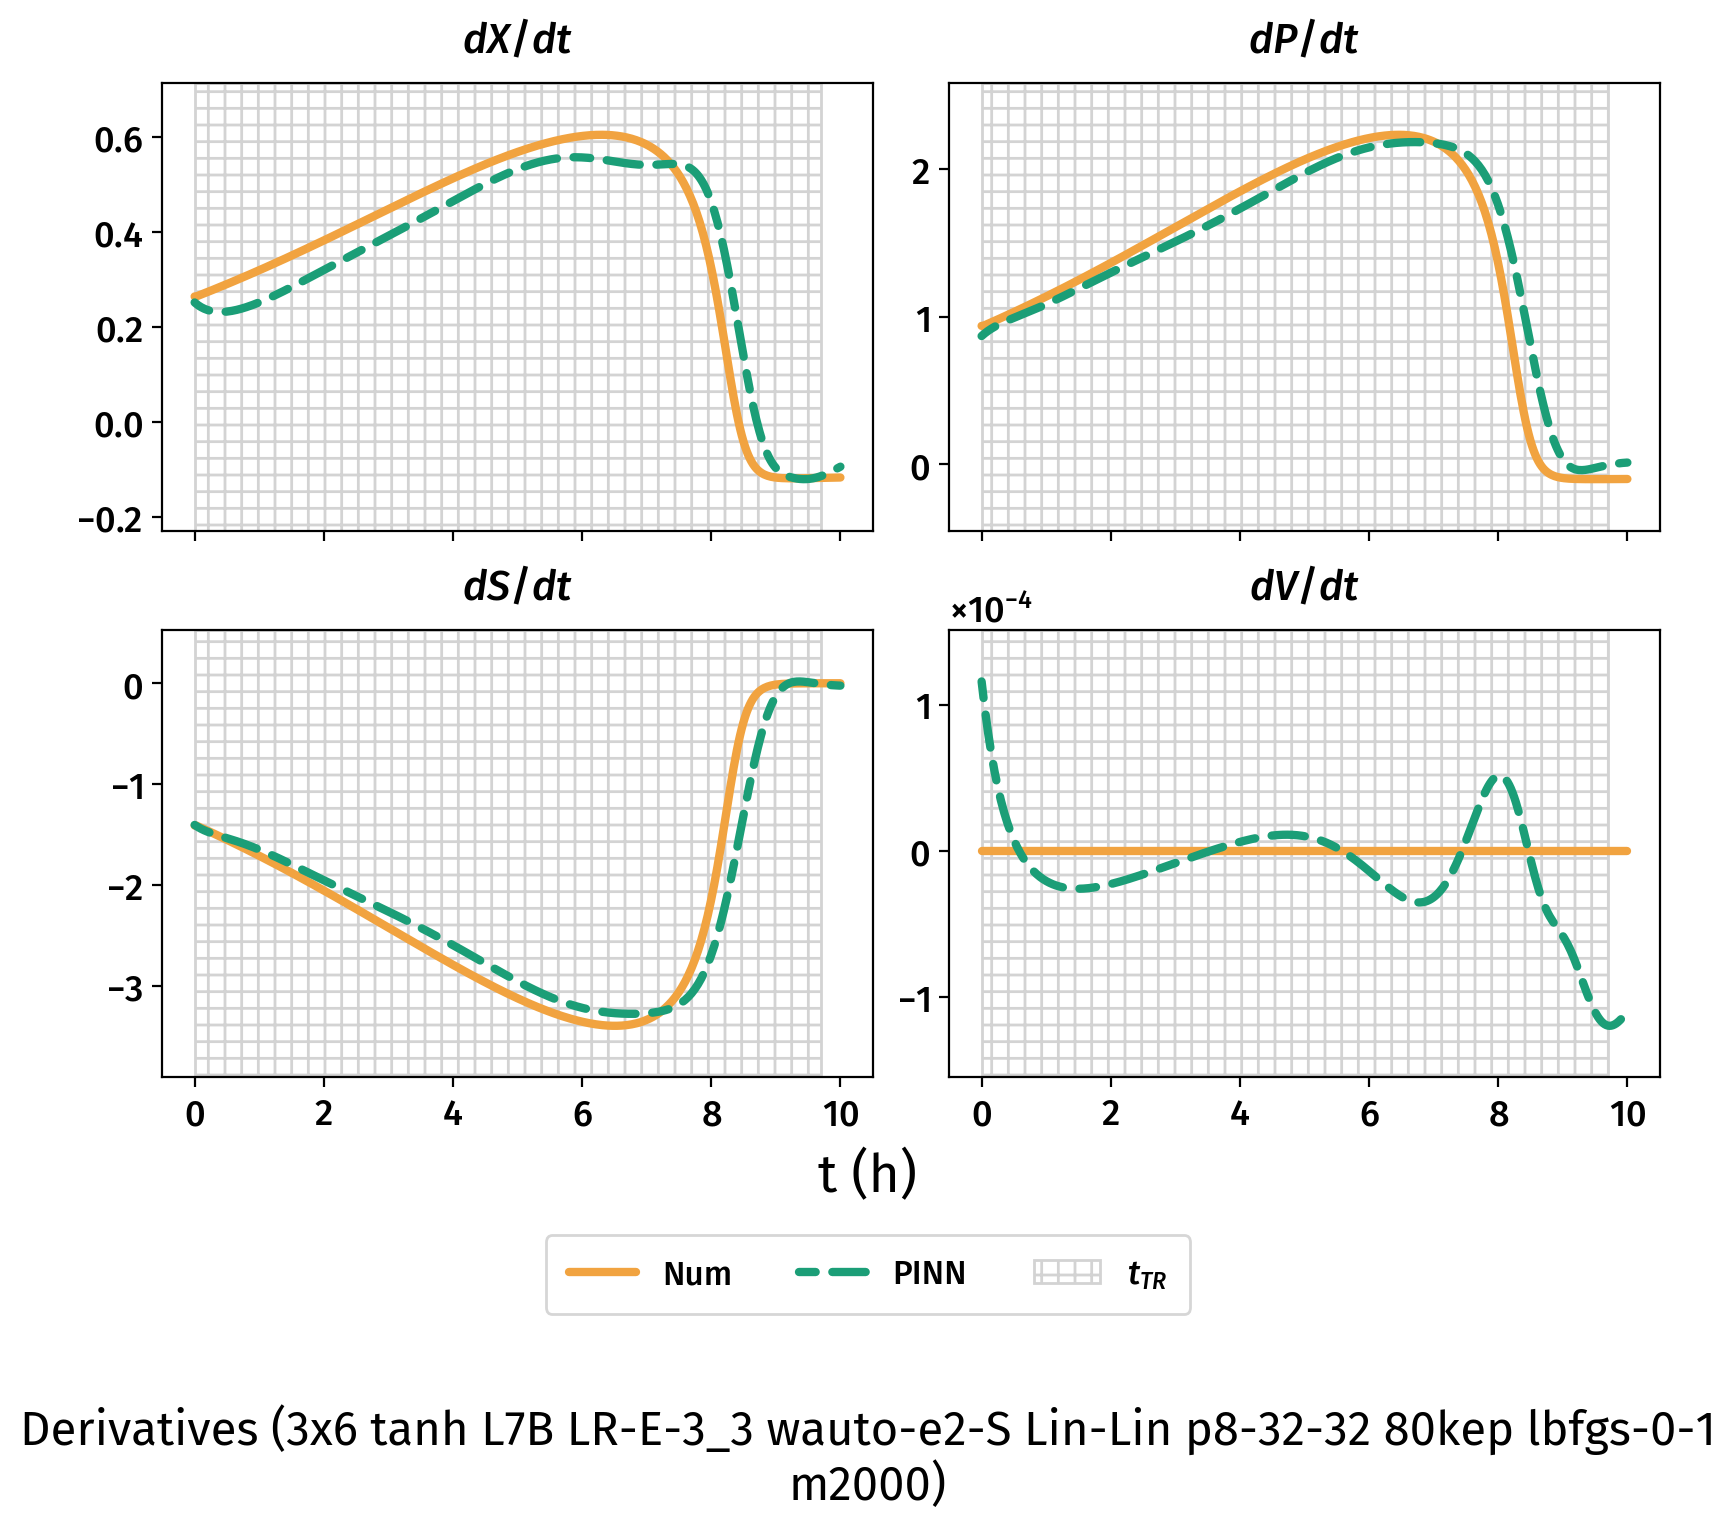 dX/dt
dP/dt
0.6
0.4
0.2
0.0
−0.2
2
1
0
dS/dt
dV/dt
×10⁻⁴
0
−1
−2
−3
1
0
−1
0 2 4 6 8 10
0 2 4 6 8 10
t (h)
Num PINN t_TR
Derivatives (3x6 tanh L7B LR-E-3_3 wauto-e2-S Lin-Lin p8-32-32 80kep lbfgs-0-1
m2000)